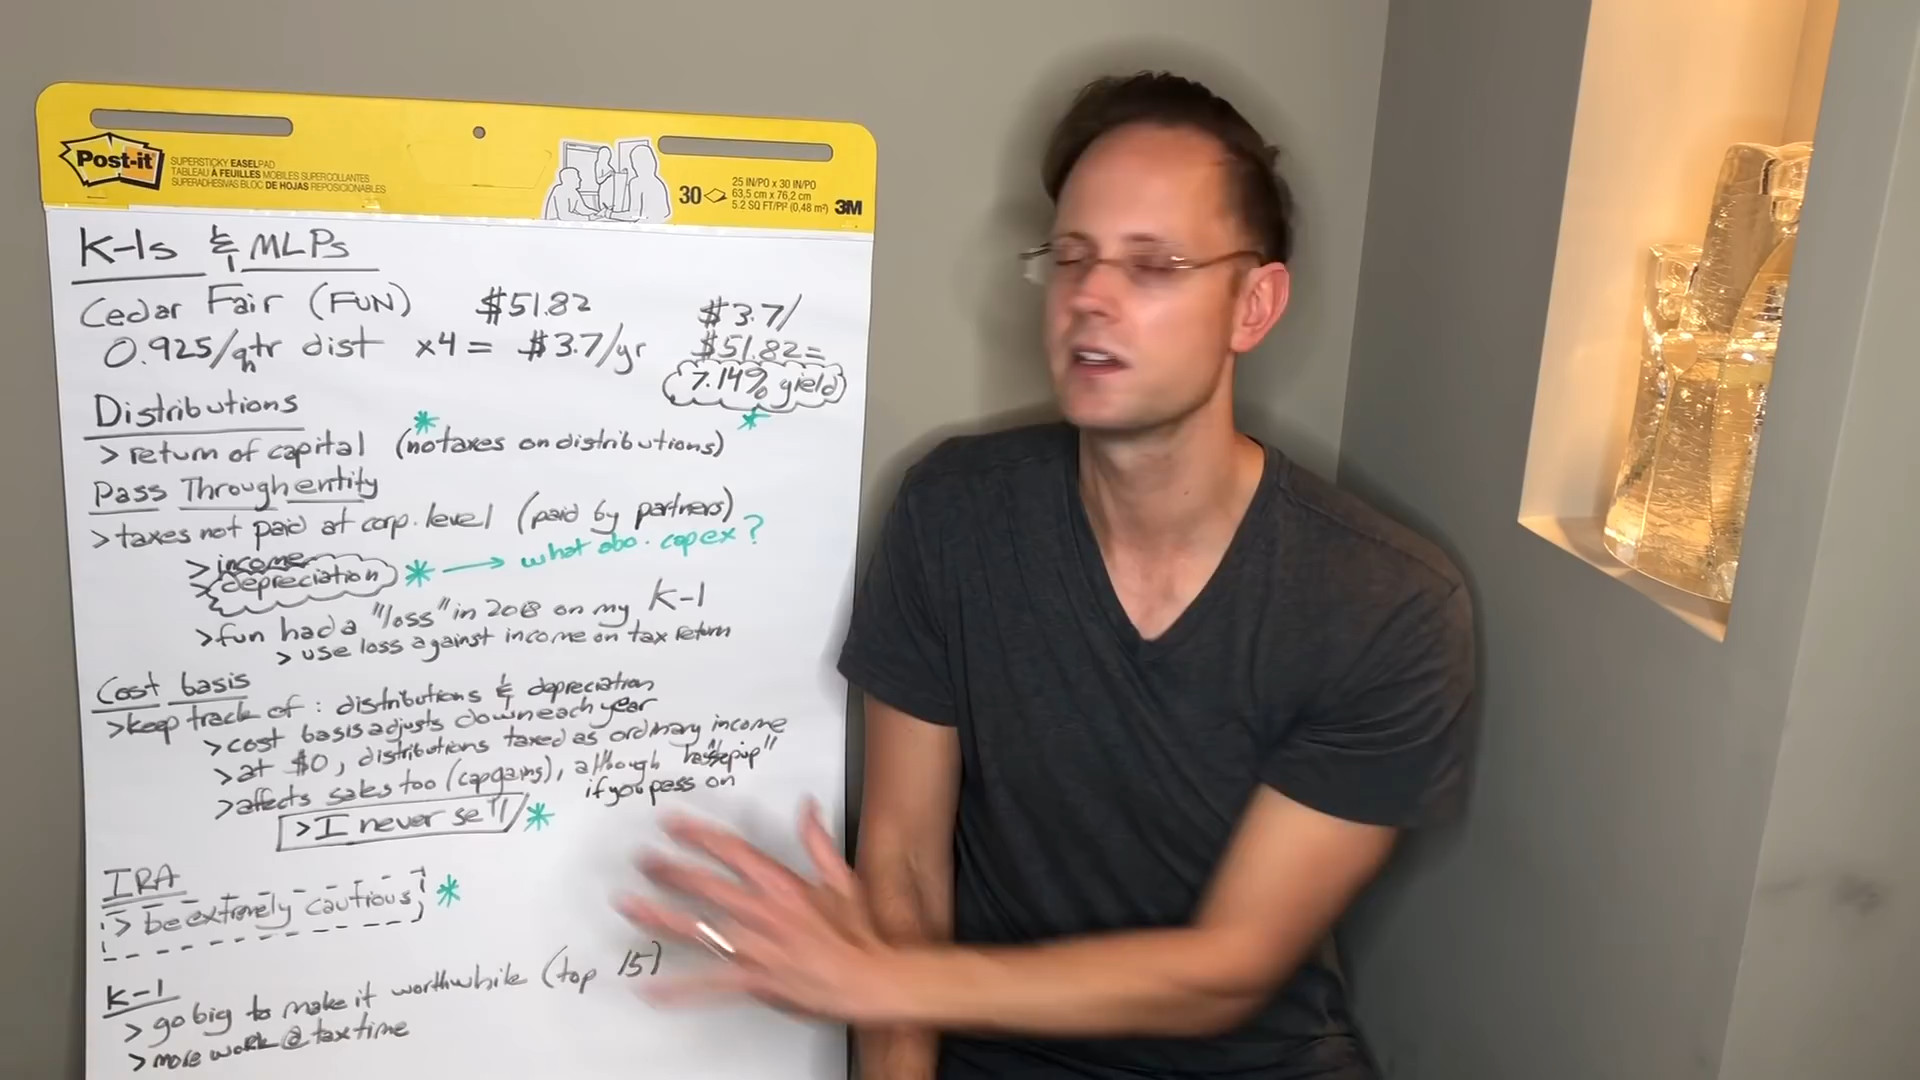 Post-it
SUPERSTICKY EASELPAD
TABLEAU À FEUILLES MOBILES SUPERCOLLANTES
SUPERADHESIVAS BLOC DE HOJAS REPOSICIONABLES
30
25 IN/PO x 30 IN/PO
63,5 cm x 76,2 cm
5.2 SQ FT/PI² (0,48 m²)
3M
K-1s & MLPs
Cedar Fair (FUN) $51.82
0.925/qtr dist x4 = $3.7/yr
$3.7/
$51.82=
7.14% yield
*
Distributions
> return of capital (no taxes on distributions)
*
Pass Through entity
> taxes not paid at corp. level (paid by partners)
> income
> depreciation * → what abo. capex?
> fun had a "loss" in 2018 on my K-1
> use loss against income on tax return
Cost basis
> keep track of: distributions & depreciation
> cost basis adjusts down each year
> at $0, distributions taxed as ordinary income
> affects sales too (cap gains), although has "stepup"
if you pass on
> I never sell *
IRA
> be extremely cautious *
K-1
> go big to make it worthwhile (top 15)
> more work @ tax time